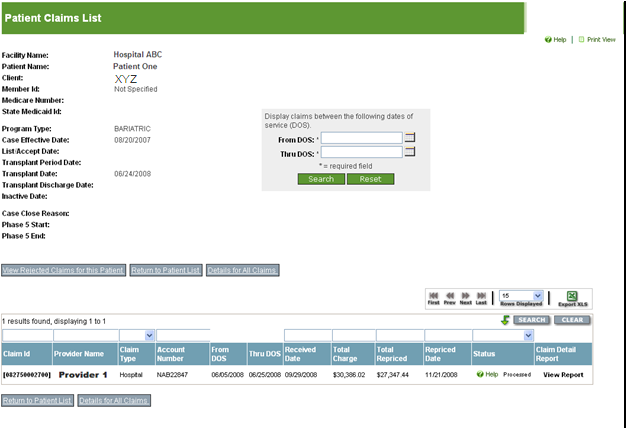 Patient Claims List
Help | Print View
Facility Name: Hospital ABC
Patient Name: Patient One
Client: XYZ
Member Id: Not Specified
Medicare Number:
State Medicaid Id:
Program Type: BARIATRIC
Case Effective Date: 08/20/2007
List/Accept Date:
Transplant Period Date:
Transplant Date: 06/24/2008
Transplant Discharge Date:
Inactive Date:
Case Close Reason:
Phase 5 Start:
Phase 5 End:
Display claims between the following dates of
service (DOS).
From DOS: *
Thru DOS: *
* = required field
Search Reset
View Rejected Claims for this Patient Return to Patient List Details for All Claims
First Prev Next Last 15 Rows Displayed Export XLS
1 results found, displaying 1 to 1 SEARCH CLEAR
Claim Id Provider Name Claim Type Account Number From DOS Thru DOS Received Date Total Charge Total Repriced Repriced Date Status Claim Detail Report
[082750002700] Provider 1 Hospital NAB22847 06/05/2008 06/25/2008 09/29/2008 $30,386.02 $27,347.44 11/21/2008 Help Processed View Report
Return to Patient List Details for All Claims